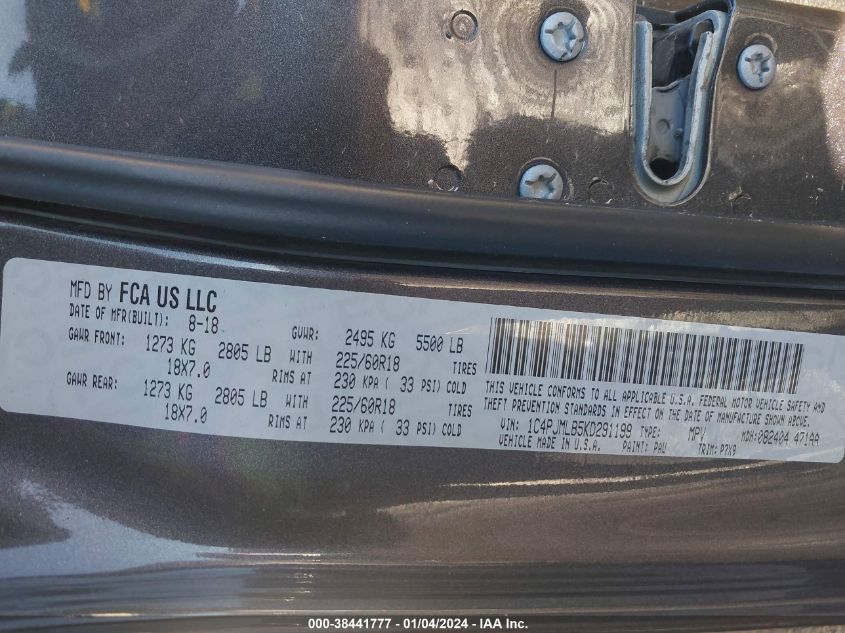 MFD BY FCA US LLC
DATE OF MFR(BUILT): 8-18 GVWR: 2495 KG 5500 LB
GAWR FRONT: 1273 KG 2805 LB WITH 225/60R18 TIRES
18X7.0 RIMS AT 230 KPA ( 33 PSI) COLD
GAWR REAR: 1273 KG 2805 LB WITH 225/60R18 TIRES
18X7.0 RIMS AT 230 KPA ( 33 PSI) COLD
THIS VEHICLE CONFORMS TO ALL APPLICABLE U.S.A. FEDERAL MOTOR VEHICLE SAFETY AND
THEFT PREVENTION STANDARDS IN EFFECT ON THE DATE OF MANUFACTURE SHOWN ABOVE.
VIN: 1C4PJMLB5KD291199 TYPE: MPV MDH:082404 471AA
VEHICLE MADE IN U.S.A. PAINT: PAU TRIM: P7X9
000-38441777 - 01/04/2024 - IAA Inc.